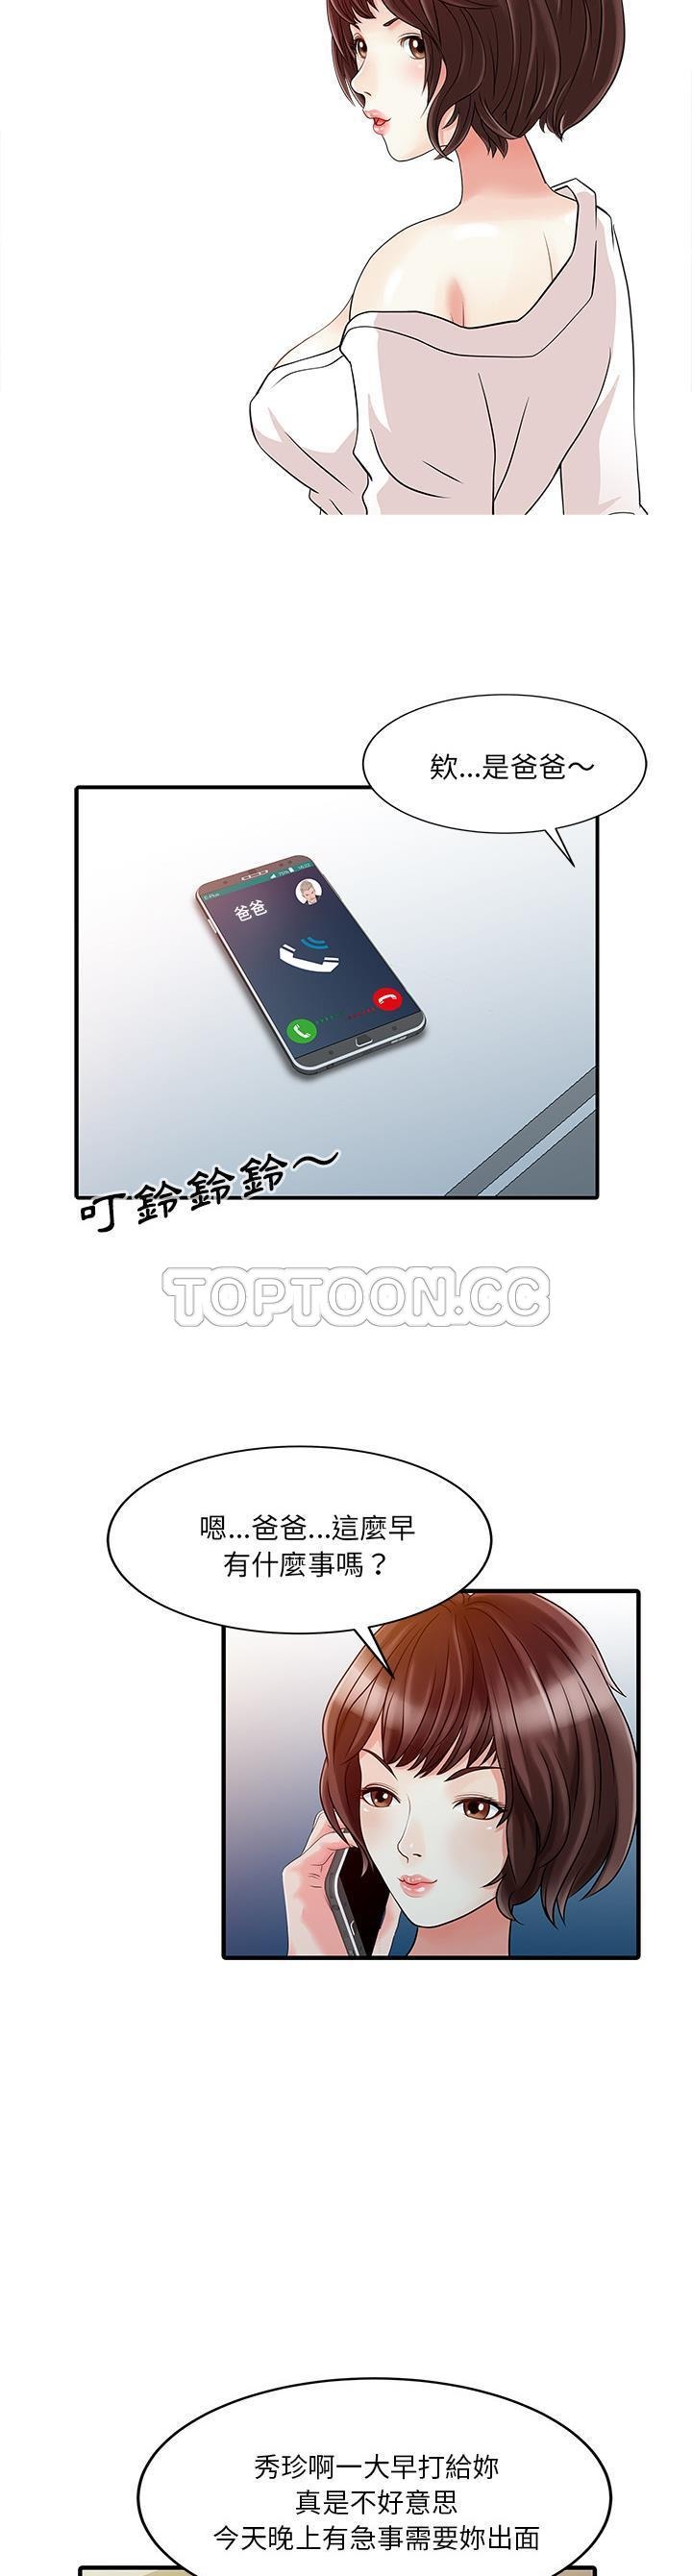 欸...是爸爸～
爸爸
叮鈴鈴鈴～
TOPTOON.CC
嗯...爸爸...這麼早
有什麼事嗎？
秀珍啊一大早打給妳
真是不好意思
今天晚上有急事需要妳出面